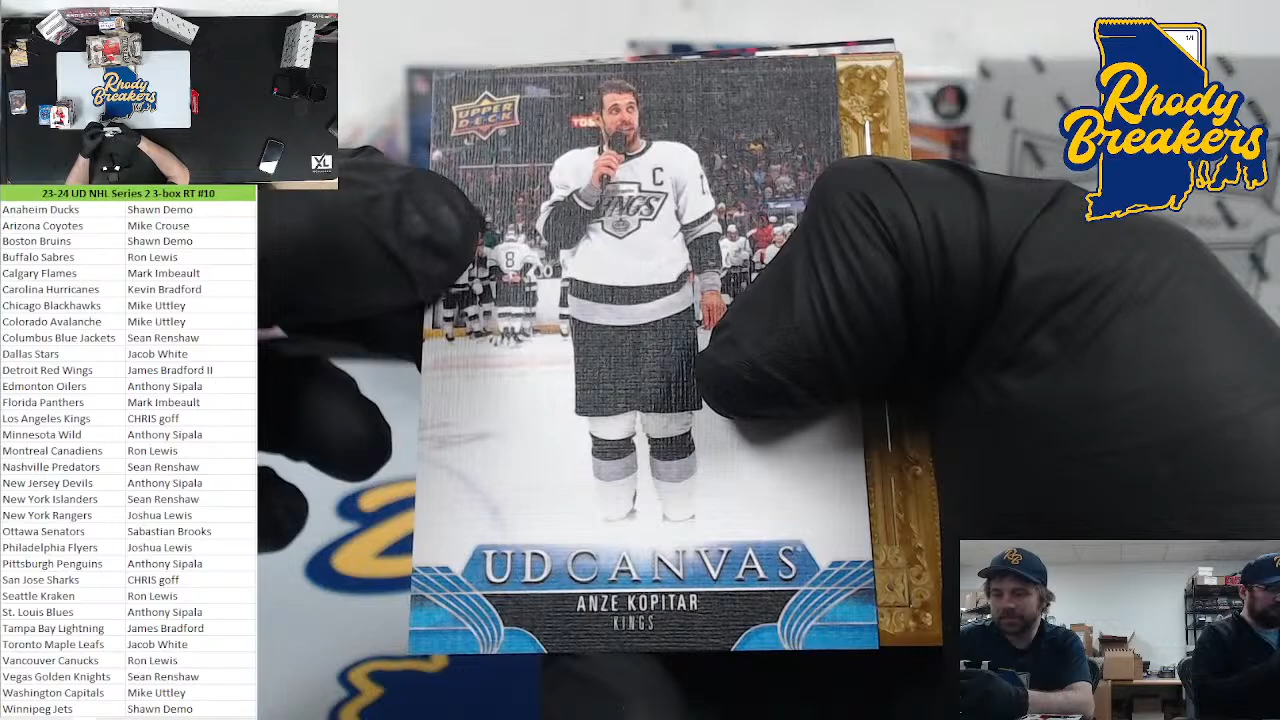 Rhody
Breakers
XL
23-24 UD NHL Series 2 3-box RT #10
Anaheim Ducks Shawn Demo
Arizona Coyotes Mike Crouse
Boston Bruins Shawn Demo
Buffalo Sabres Ron Lewis
Calgary Flames Mark Imbeault
Carolina Hurricanes Kevin Bradford
Chicago Blackhawks Mike Uttley
Colorado Avalanche Mike Uttley
Columbus Blue Jackets Sean Renshaw
Dallas Stars Jacob White
Detroit Red Wings James Bradford II
Edmonton Oilers Anthony Sipala
Florida Panthers Mark Imbeault
Los Angeles Kings CHRIS goff
Minnesota Wild Anthony Sipala
Montreal Canadiens Ron Lewis
Nashville Predators Sean Renshaw
New Jersey Devils Anthony Sipala
New York Islanders Sean Renshaw
New York Rangers Joshua Lewis
Ottawa Senators Sabastian Brooks
Philadelphia Flyers Joshua Lewis
Pittsburgh Penguins Anthony Sipala
San Jose Sharks CHRIS goff
Seattle Kraken Ron Lewis
St. Louis Blues Anthony Sipala
Tampa Bay Lightning James Bradford
Toronto Maple Leafs Jacob White
Vancouver Canucks Ron Lewis
Vegas Golden Knights Sean Renshaw
Washington Capitals Mike Uttley
Winnipeg Jets Shawn Demo
UPPER
DECK
C
KINGS
8
UD CANVAS
ANZE KOPITAR
KINGS
1/1
Rhody
Breakers
RB